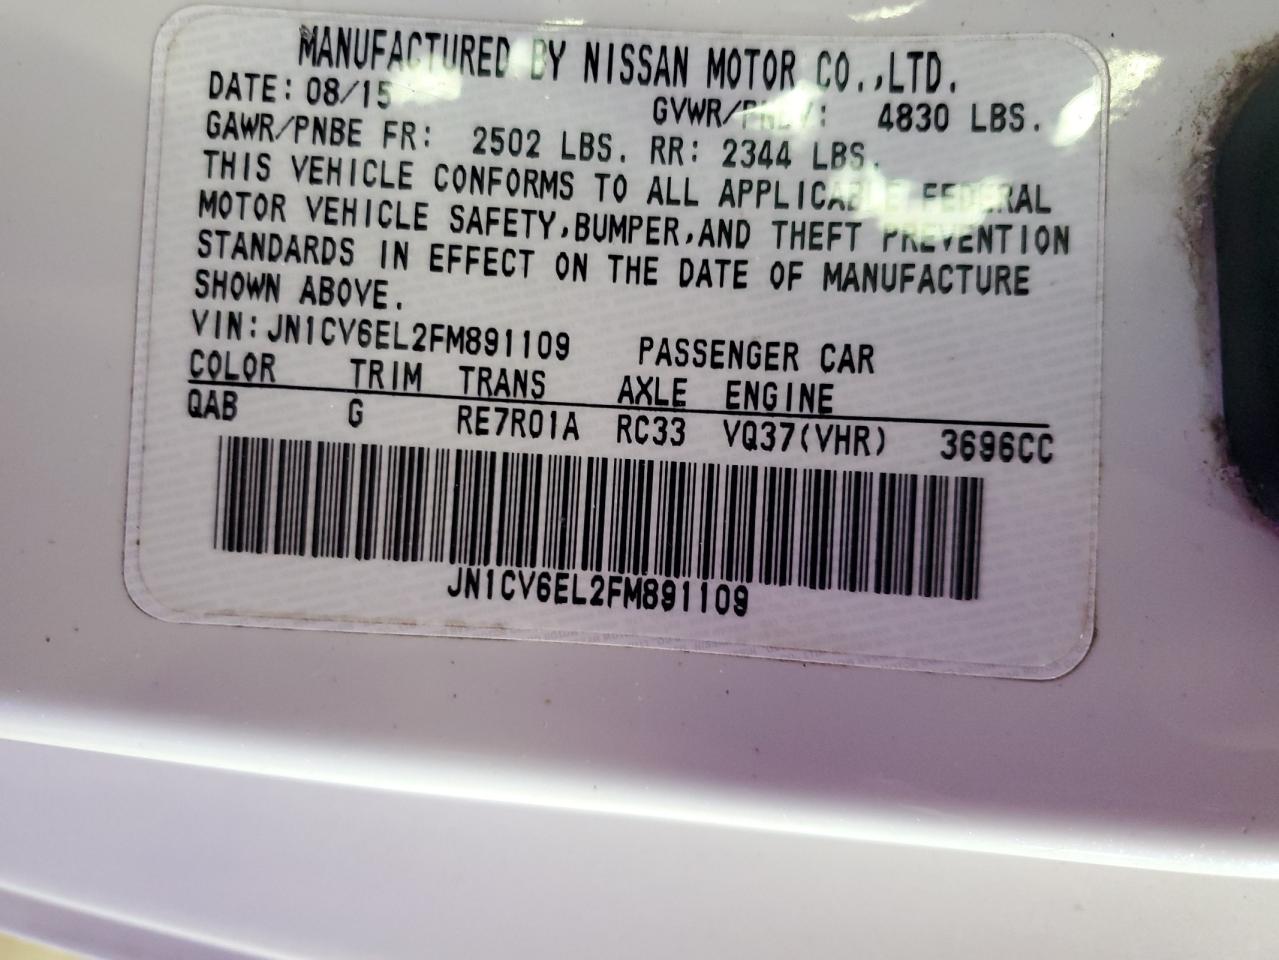 MANUFACTURED BY NISSAN MOTOR CO.,LTD.
DATE: 08/15 GVWR/PNBV: 4830 LBS.
GAWR/PNBE FR: 2502 LBS. RR: 2344 LBS.
THIS VEHICLE CONFORMS TO ALL APPLICABLE FEDERAL
MOTOR VEHICLE SAFETY,BUMPER,AND THEFT PREVENTION
STANDARDS IN EFFECT ON THE DATE OF MANUFACTURE
SHOWN ABOVE.
VIN: JN1CV6EL2FM891109 PASSENGER CAR
COLOR TRIM TRANS AXLE ENGINE
QAB G RE7R01A RC33 VQ37(VHR) 3696CC
JN1CV6EL2FM891109